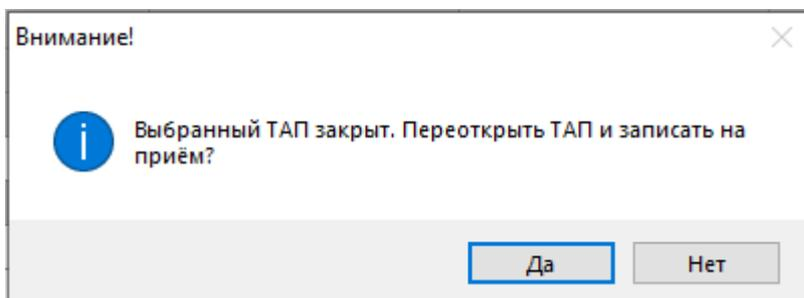 Внимание!
Выбранный ТАП закрыт. Переоткрыть ТАП и записать на
приём?
Да
Нет